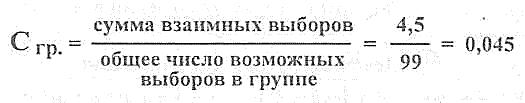 С гр. = сумма взаимных выборов / общее число возможных выборов в группе = 4,5 / 99 = 0,045